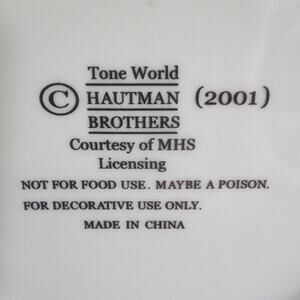 Tone World
© HAUTMAN (2001)
BROTHERS
Courtesy of MHS
Licensing
NOT FOR FOOD USE. MAYBE A POISON.
FOR DECORATIVE USE ONLY.
MADE IN CHINA